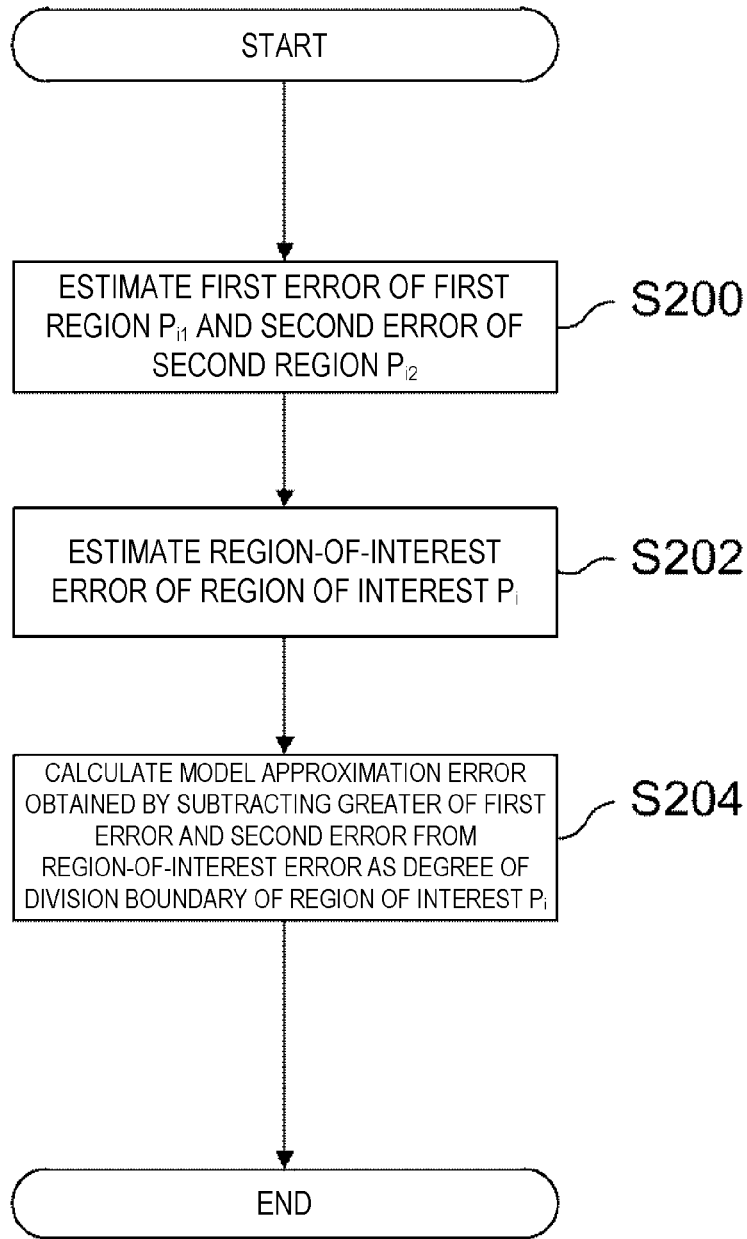 START
ESTIMATE FIRST ERROR OF FIRST
REGION Pi1 AND SECOND ERROR OF
SECOND REGION Pi2
S200
ESTIMATE REGION-OF-INTEREST
ERROR OF REGION OF INTEREST Pi
S202
CALCULATE MODEL APPROXIMATION ERROR
OBTAINED BY SUBTRACTING GREATER OF FIRST
ERROR AND SECOND ERROR FROM
REGION-OF-INTEREST ERROR AS DEGREE OF
DIVISION BOUNDARY OF REGION OF INTEREST Pi
S204
END